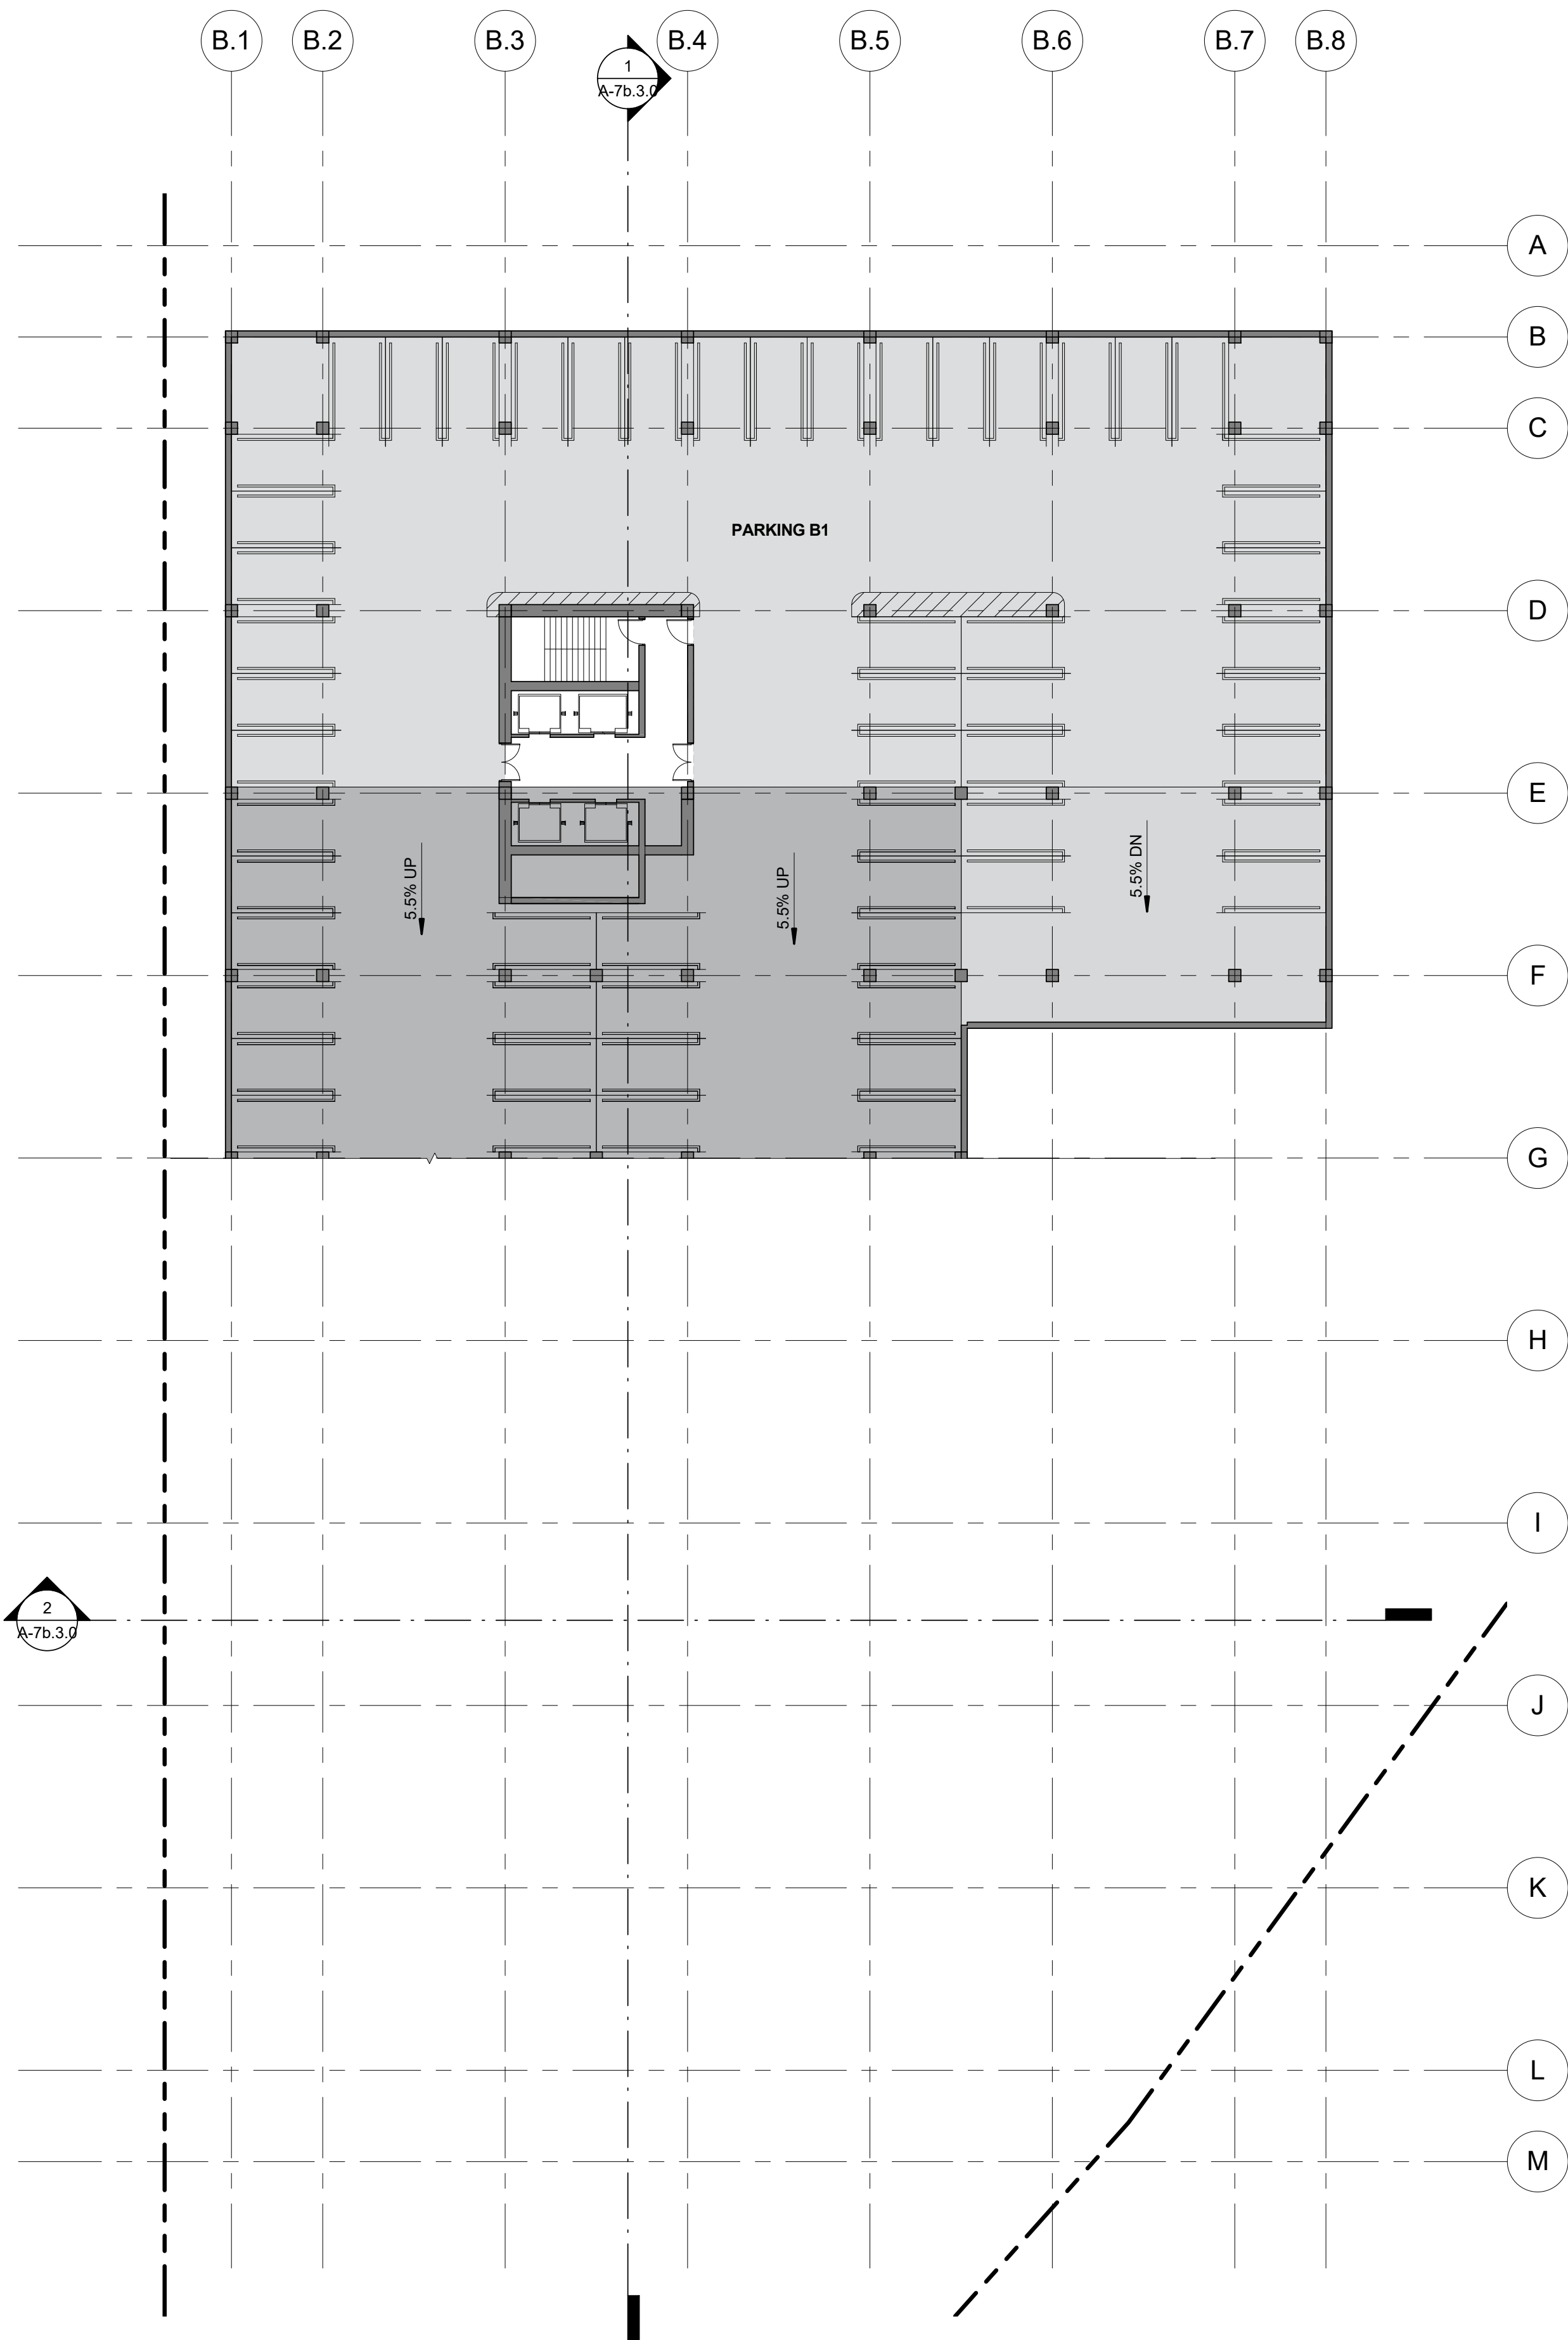 B.1 B.2 B.3 B.4 B.5 B.6 B.7 B.8
1
A-7b.3.0
A
B
C
PARKING B1
D
E
5.5% UP
5.5% UP
5.5% DN
F
G
H
I
2
A-7b.3.0
J
K
L
M